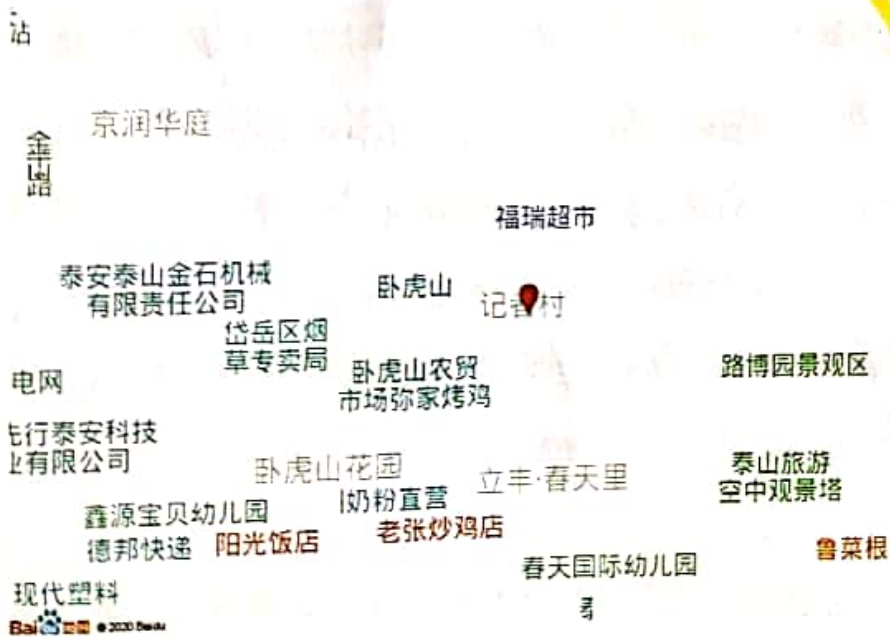 站
京润华庭
金牛山路
福瑞超市
泰安泰山金石机械
有限责任公司
卧虎山
记者村
岱岳区烟
草专卖局
卧虎山农贸
市场弥家烤鸡
路博园景观区
电网
先行泰安科技
业有限公司
卧虎山花园
立丰·春天里
泰山旅游
空中观景塔
奶粉直营
鑫源宝贝幼儿园
老张炒鸡店
德邦快递
阳光饭店
鲁菜根
春天国际幼儿园
现代塑料
Bai 地图 © 2020 Baidu